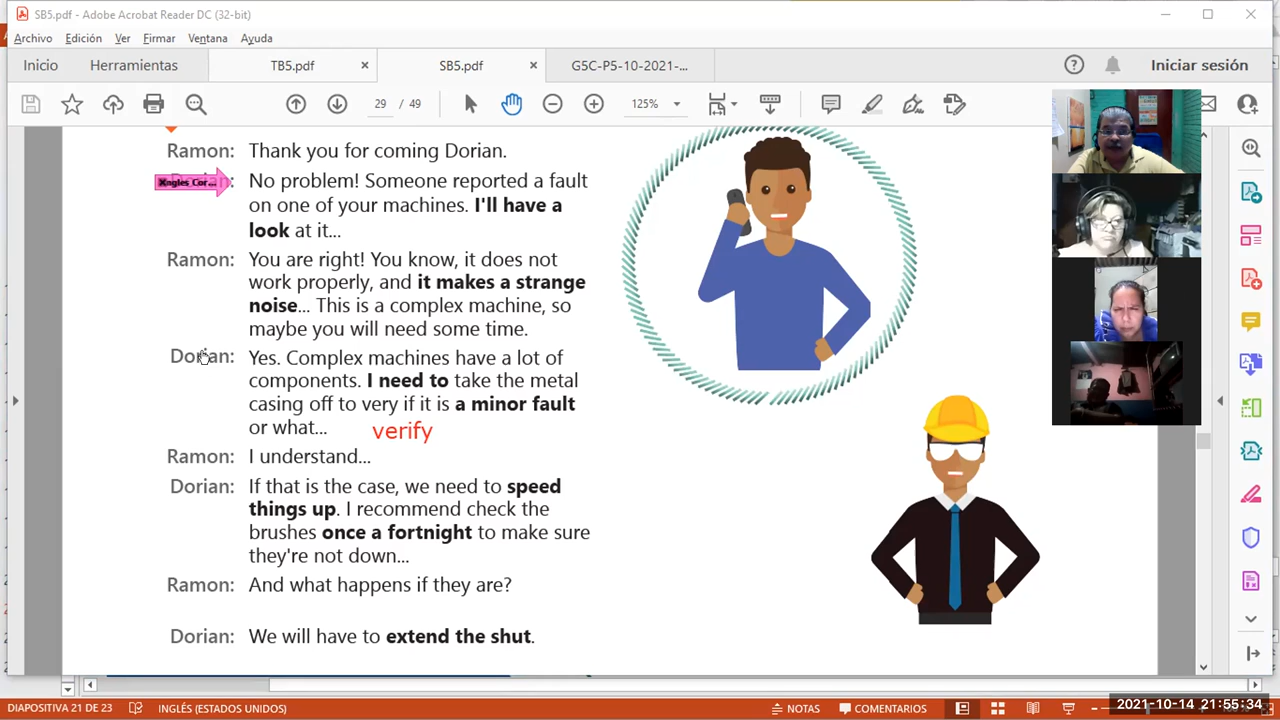 SB5.pdf - Adobe Acrobat Reader DC (32-bit)
Archivo Edición Ver Firmar Ventana Ayuda
Inicio Herramientas TB5.pdf SB5.pdf G5C-P5-10-2021-... Iniciar sesión
29 / 49 125%
Ramon: Thank you for coming Dorian.
No problem! Someone reported a fault
on one of your machines. I'll have a
look at it...
Ramon: You are right! You know, it does not
work properly, and it makes a strange
noise... This is a complex machine, so
maybe you will need some time.
Dorian: Yes. Complex machines have a lot of
components. I need to take the metal
casing off to very if it is a minor fault
or what...
verify
Ramon: I understand...
Dorian: If that is the case, we need to speed
things up. I recommend check the
brushes once a fortnight to make sure
they're not down...
Ramon: And what happens if they are?
Dorian: We will have to extend the shut.
DIAPOSITIVA 21 DE 23 INGLÉS (ESTADOS UNIDOS) NOTAS COMENTARIOS
2021-10-14 21:55:34